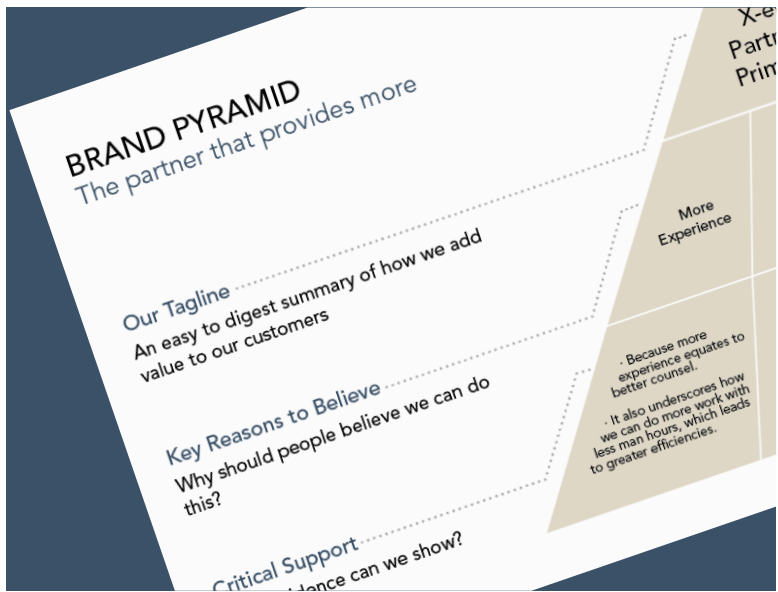 BRAND PYRAMID
The partner that provides more
Our Tagline
An easy to digest summary of how we add
value to our customers
Key Reasons to Believe
Why should people believe we can do
this?
Critical Support
can we show?
More
Experience
· Because more
experience equates to
better counsel.
· It also underscores how
we can do more work with
less man hours, which leads
to greater efficiencies.